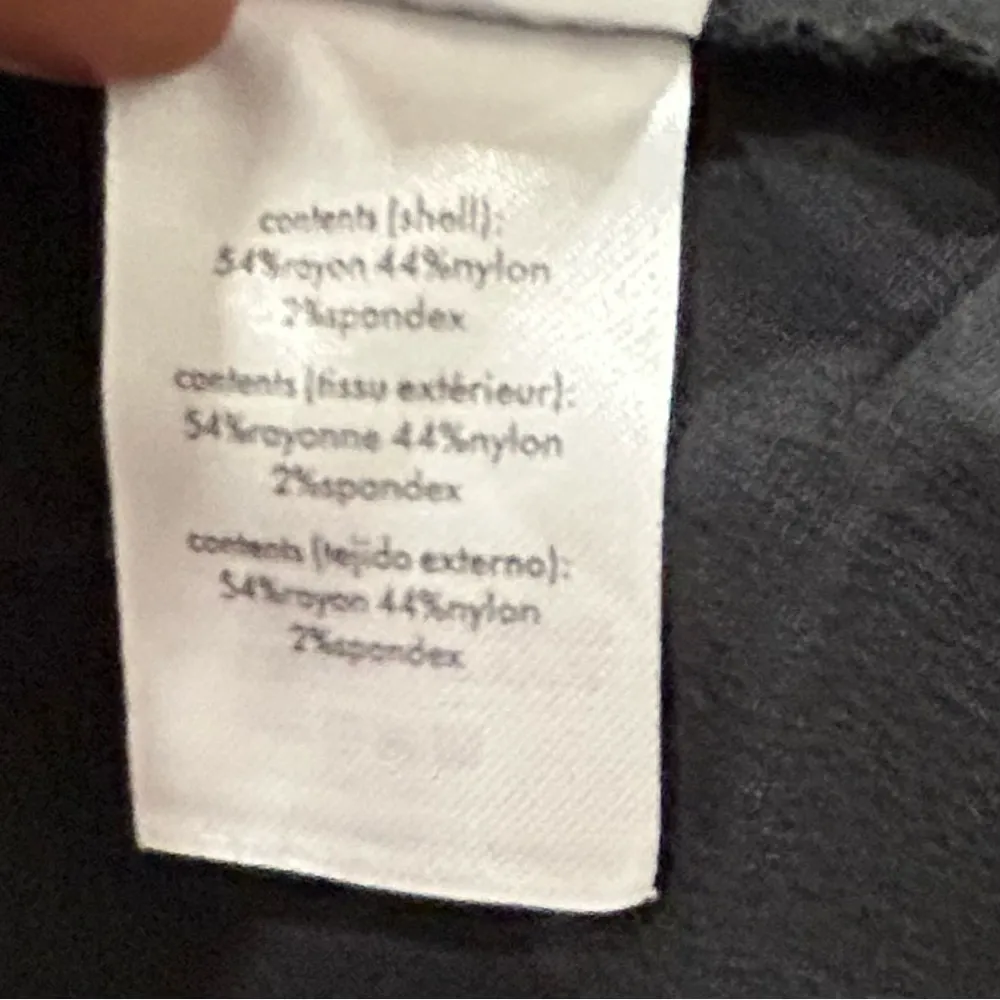 contents (shell):
54%rayon 44%nylon
2%spandex
contents (tissu extérieur):
54%rayonne 44%nylon
2%spandex
contents (tejido externo):
54%rayon 44%nylon
2%spandex